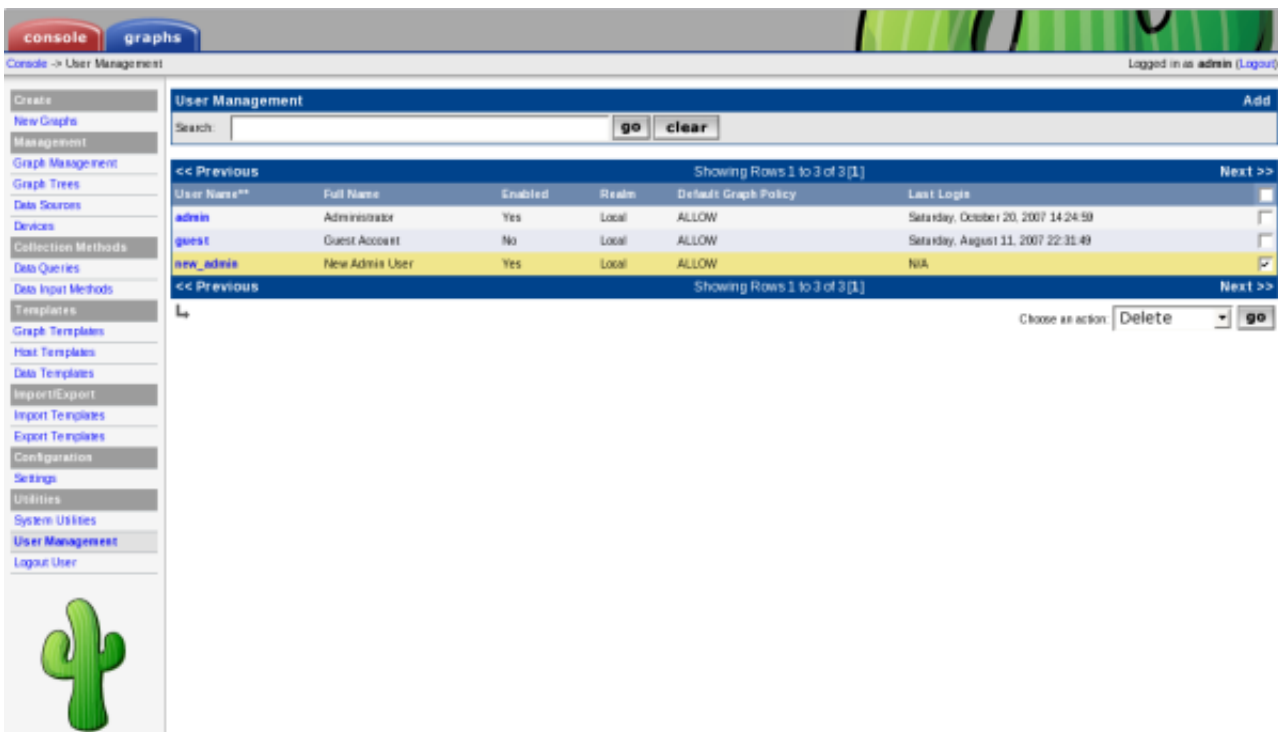 console graphs
Console -> User Management
Logged in as admin (Logout)
Create
New Graphs
Management
Graph Management
Graph Trees
Data Sources
Devices
Collection Methods
Data Queries
Data Input Methods
Templates
Graph Templates
Host Templates
Data Templates
Import/Export
Import Templates
Export Templates
Configuration
Settings
Utilities
System Utilities
User Management
Logout User
User Management Add
Search: go clear
<< Previous Showing Rows 1 to 3 of 3 [1] Next >>
User Name** Full Name Enabled Realm Default Graph Policy Last Login
admin Administrator Yes Local ALLOW Saturday, October 20, 2007 14:24:59
guest Guest Account No Local ALLOW Saturday, August 11, 2007 22:31:49
new_admin New Admin User Yes Local ALLOW N/A
<< Previous Showing Rows 1 to 3 of 3 [1] Next >>
Choose an action: Delete go